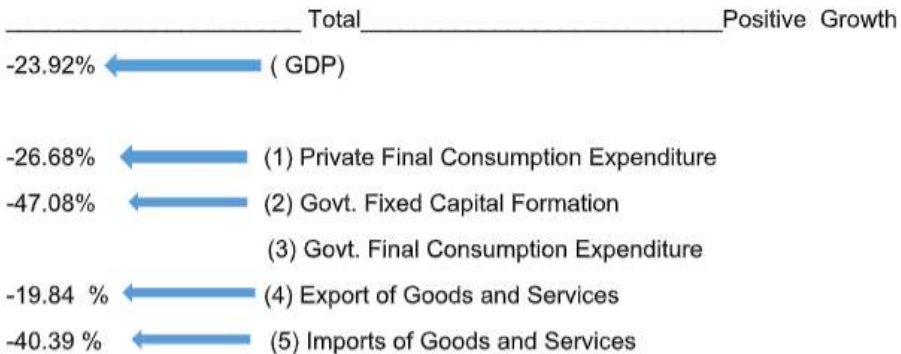 Total Positive Growth
-23.92% ( GDP)
-26.68% (1) Private Final Consumption Expenditure
-47.08% (2) Govt. Fixed Capital Formation
(3) Govt. Final Consumption Expenditure
-19.84 % (4) Export of Goods and Services
-40.39 % (5) Imports of Goods and Services